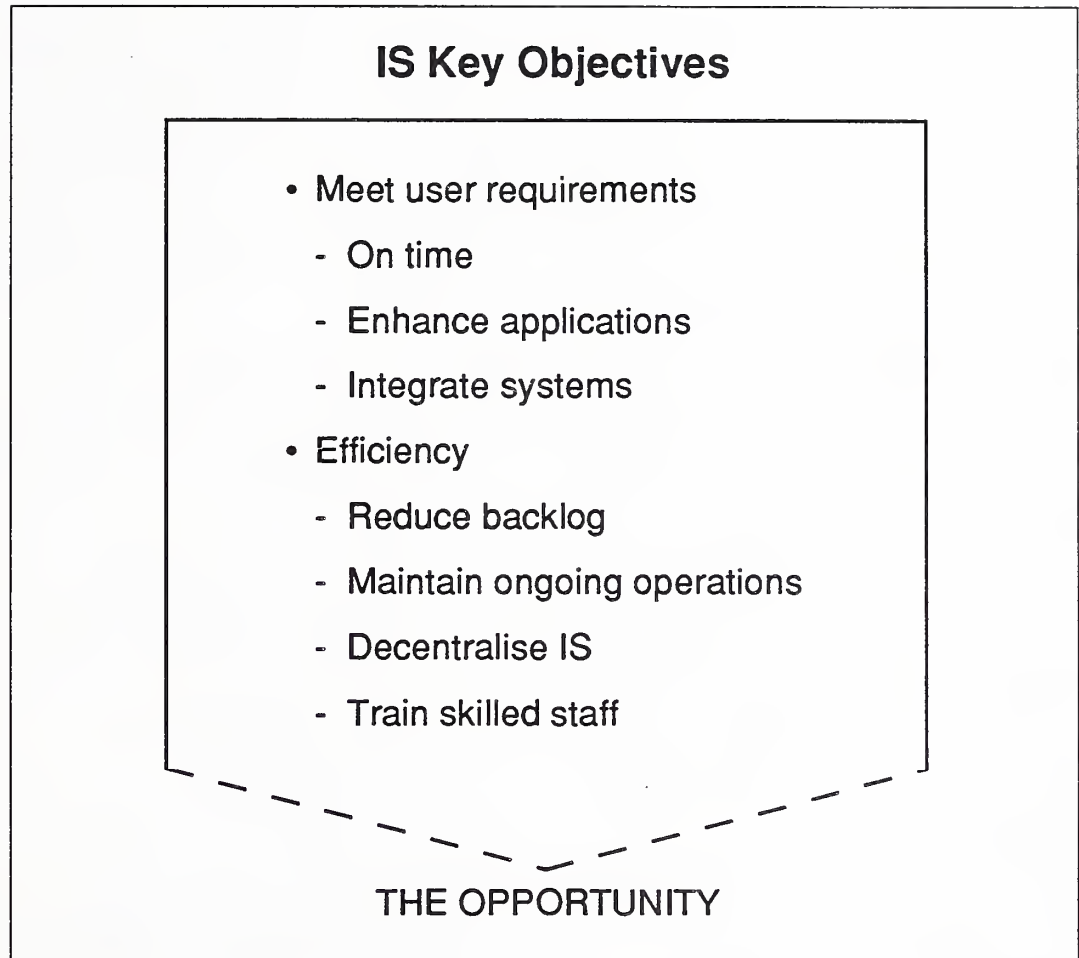 IS Key Objectives
• Meet user requirements
- On time
- Enhance applications
- Integrate systems
• Efficiency
- Reduce backlog
- Maintain ongoing operations
- Decentralise IS
- Train skilled staff
THE OPPORTUNITY